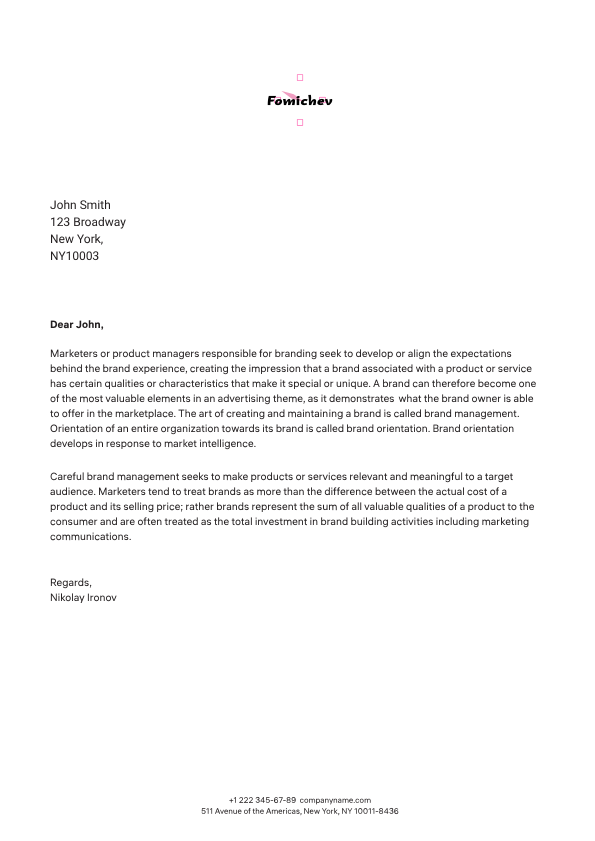 Fomichev
John Smith
123 Broadway
New York,
NY10003
Dear John,
Marketers or product managers responsible for branding seek to develop or align the expectations
behind the brand experience, creating the impression that a brand associated with a product or service
has certain qualities or characteristics that make it special or unique. A brand can therefore become one
of the most valuable elements in an advertising theme, as it demonstrates what the brand owner is able
to offer in the marketplace. The art of creating and maintaining a brand is called brand management.
Orientation of an entire organization towards its brand is called brand orientation. Brand orientation
develops in response to market intelligence.
Careful brand management seeks to make products or services relevant and meaningful to a target
audience. Marketers tend to treat brands as more than the difference between the actual cost of a
product and its selling price; rather brands represent the sum of all valuable qualities of a product to the
consumer and are often treated as the total investment in brand building activities including marketing
communications.
Regards,
Nikolay Ironov
+1 222 345-67-89 companyname.com
511 Avenue of the Americas, New York, NY 10011-8436